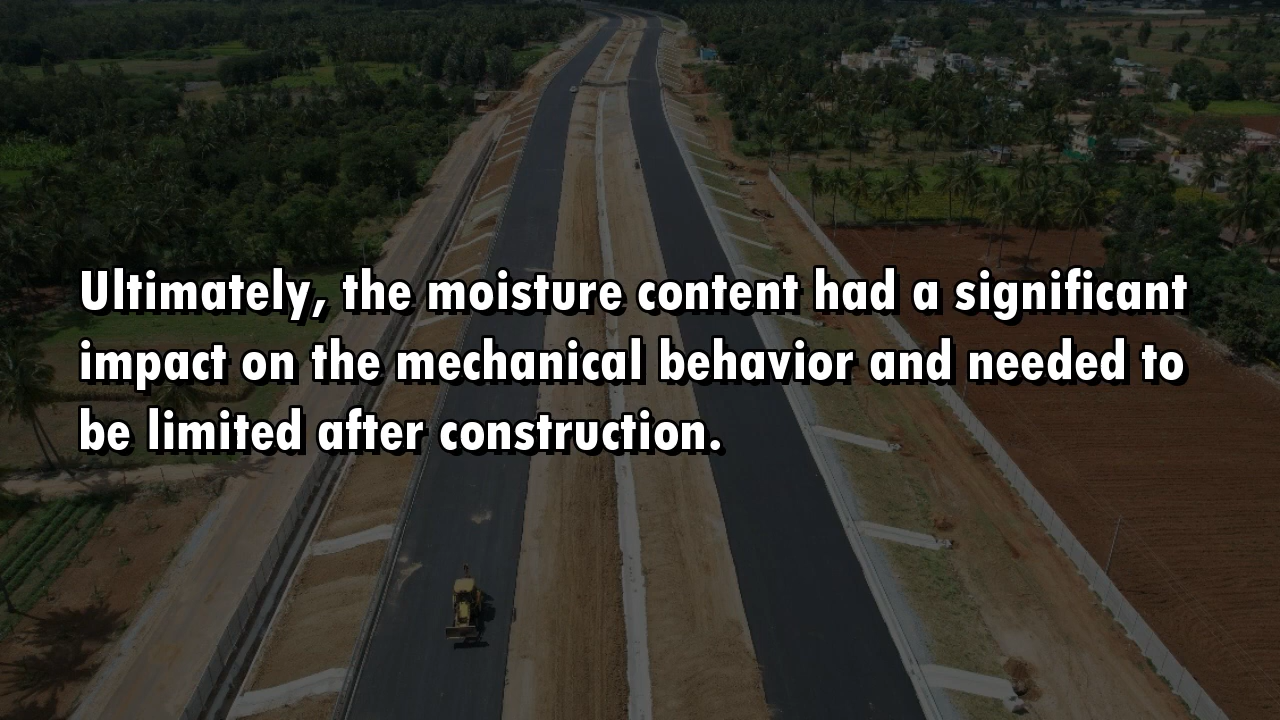 Ultimately, the moisture content had a significant
impact on the mechanical behavior and needed to
be limited after construction.